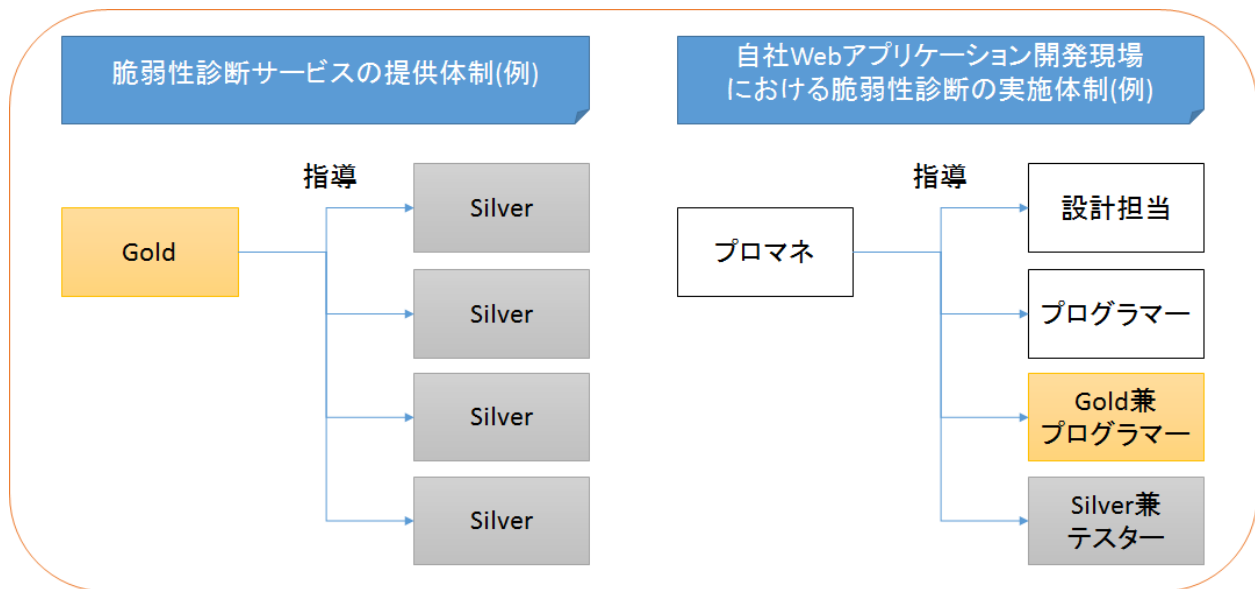 脆弱性診断サービスの提供体制(例)
指導
Gold
Silver
Silver
Silver
Silver
自社Webアプリケーション開発現場
における脆弱性診断の実施体制(例)
指導
プロマネ
設計担当
プログラマー
Gold兼
プログラマー
Silver兼
テスター